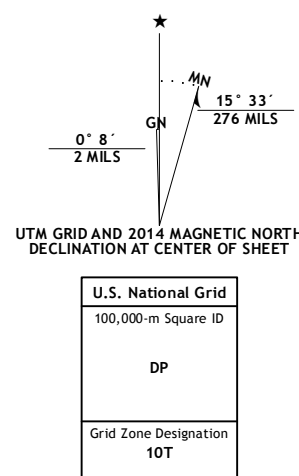 ★
MN
GN
15° 33´
276 MILS
0° 8´
2 MILS
UTM GRID AND 2014 MAGNETIC NORTH
DECLINATION AT CENTER OF SHEET
U.S. National Grid
100,000-m Square ID
DP
Grid Zone Designation
10T